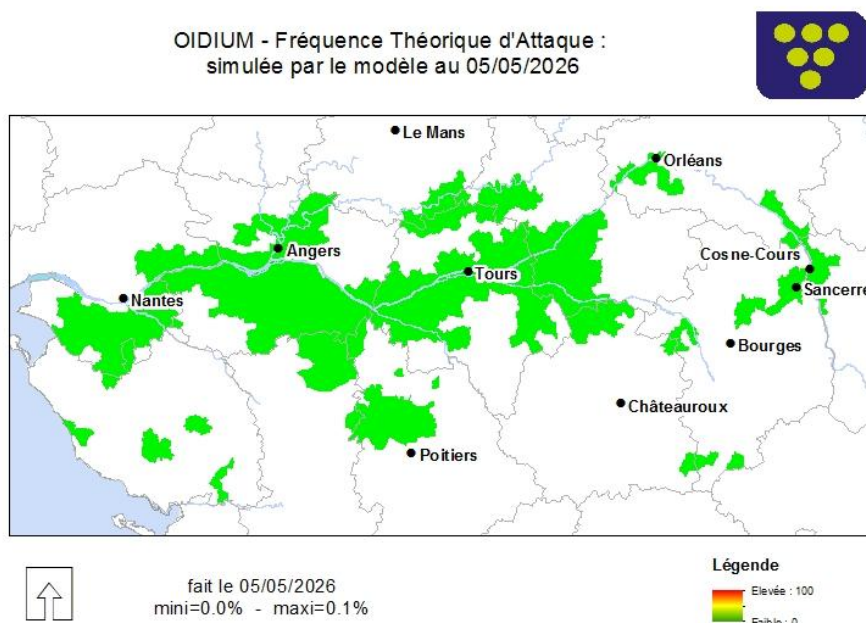 OIDIUM - Fréquence Théorique d'Attaque :
simulée par le modèle au 05/05/2026
Le Mans
Orléans
Angers
Cosne-Cours
Tours
Sancerre
Nantes
Bourges
Châteauroux
Poitiers
Légende
fait le 05/05/2026
Elevée : 100
mini=0.0% - maxi=0.1%
Faible : 0